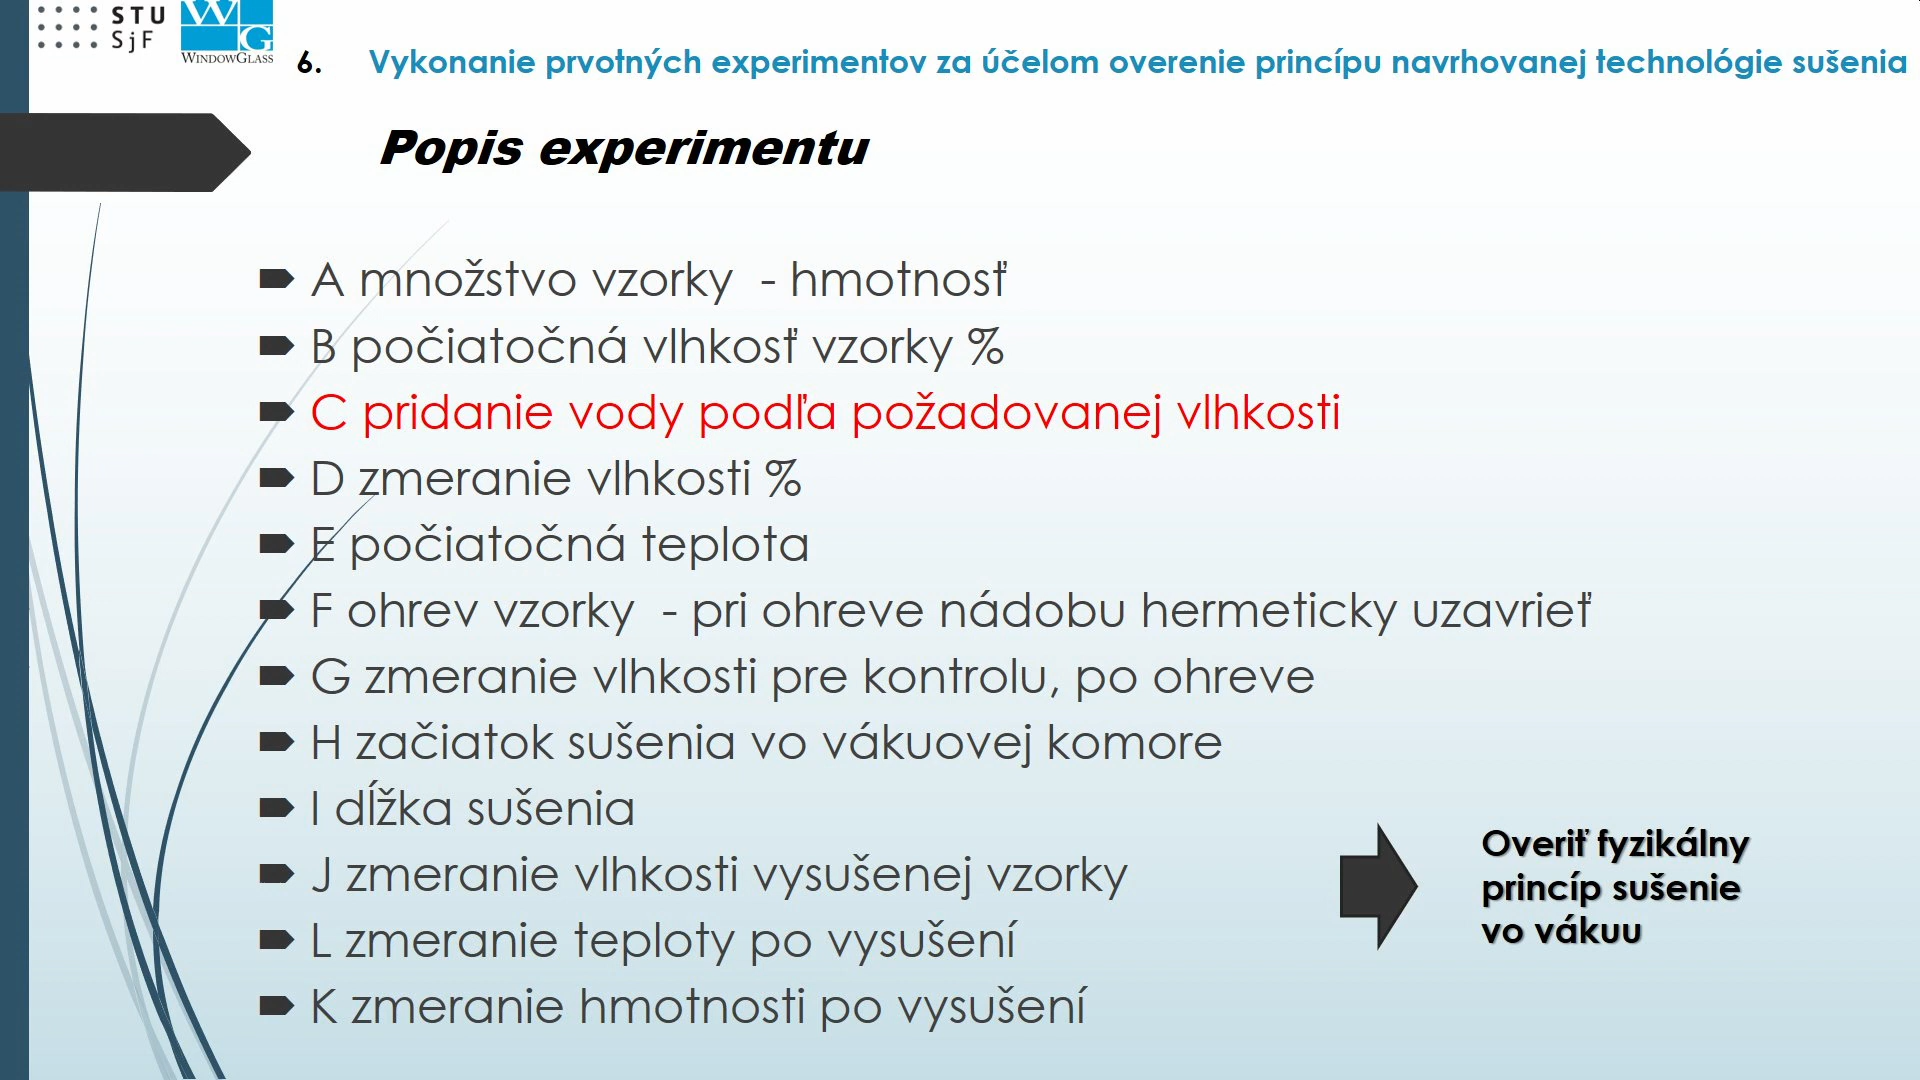 STU
SjF
WG
WINDOWGLASS
6. Vykonanie prvotných experimentov za účelom overenie princípu navrhovanej technológie sušenia
Popis experimentu
A množstvo vzorky - hmotnosť
B počiatočná vlhkosť vzorky %
C pridanie vody podľa požadovanej vlhkosti
D zmeranie vlhkosti %
E počiatočná teplota
F ohrev vzorky - pri ohreve nádobu hermeticky uzavrieť
G zmeranie vlhkosti pre kontrolu, po ohreve
H začiatok sušenia vo vákuovej komore
I dĺžka sušenia
J zmeranie vlhkosti vysušenej vzorky
L zmeranie teploty po vysušení
K zmeranie hmotnosti po vysušení
Overiť fyzikálny
princíp sušenie
vo vákuu